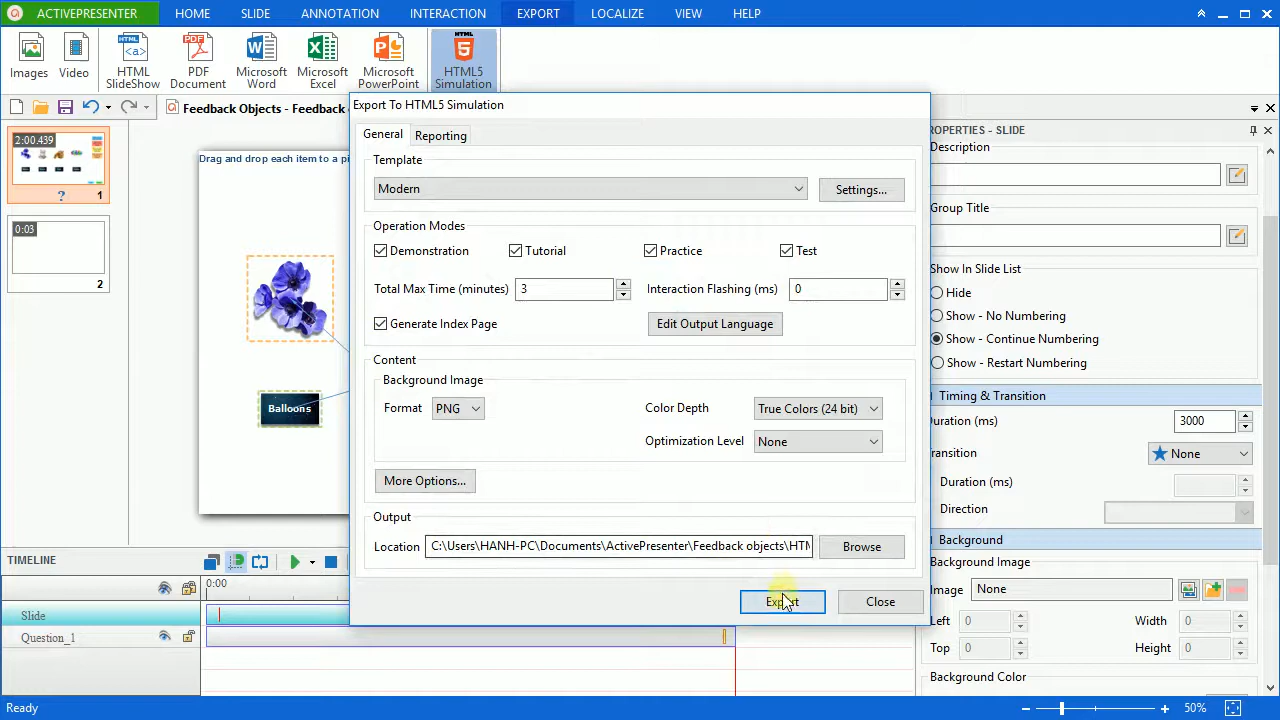 ACTIVEPRESENTER HOME SLIDE ANNOTATION INTERACTION EXPORT LOCALIZE VIEW HELP
Images Video HTML SlideShow PDF Document Microsoft Word Microsoft Excel Microsoft PowerPoint HTML5 Simulation
Feedback Objects - Feedback
Export To HTML5 Simulation
General Reporting
Template
Modern Settings...
Operation Modes
Demonstration Tutorial Practice Test
Total Max Time (minutes) 3 Interaction Flashing (ms) 0
Generate Index Page Edit Output Language
Content
Background Image
Format PNG Color Depth True Colors (24 bit)
Optimization Level None
More Options...
Output
Location C:\Users\HANH-PC\Documents\ActivePresenter\Feedback objects\HTM Browse
Export Close
2:00.439
? 1
0:03
2
Drag and drop each item to a pi
Balloons
ROPERTIES - SLIDE
Description
Group Title
Show In Slide List
Hide
Show - No Numbering
Show - Continue Numbering
Show - Restart Numbering
Timing & Transition
Duration (ms) 3000
ransition None
Duration (ms)
Direction
Background
Background Image
Image None
Left 0 Width 0
Top 0 Height 0
Background Color
TIMELINE
0:00
Slide
Question_1
Ready 50%